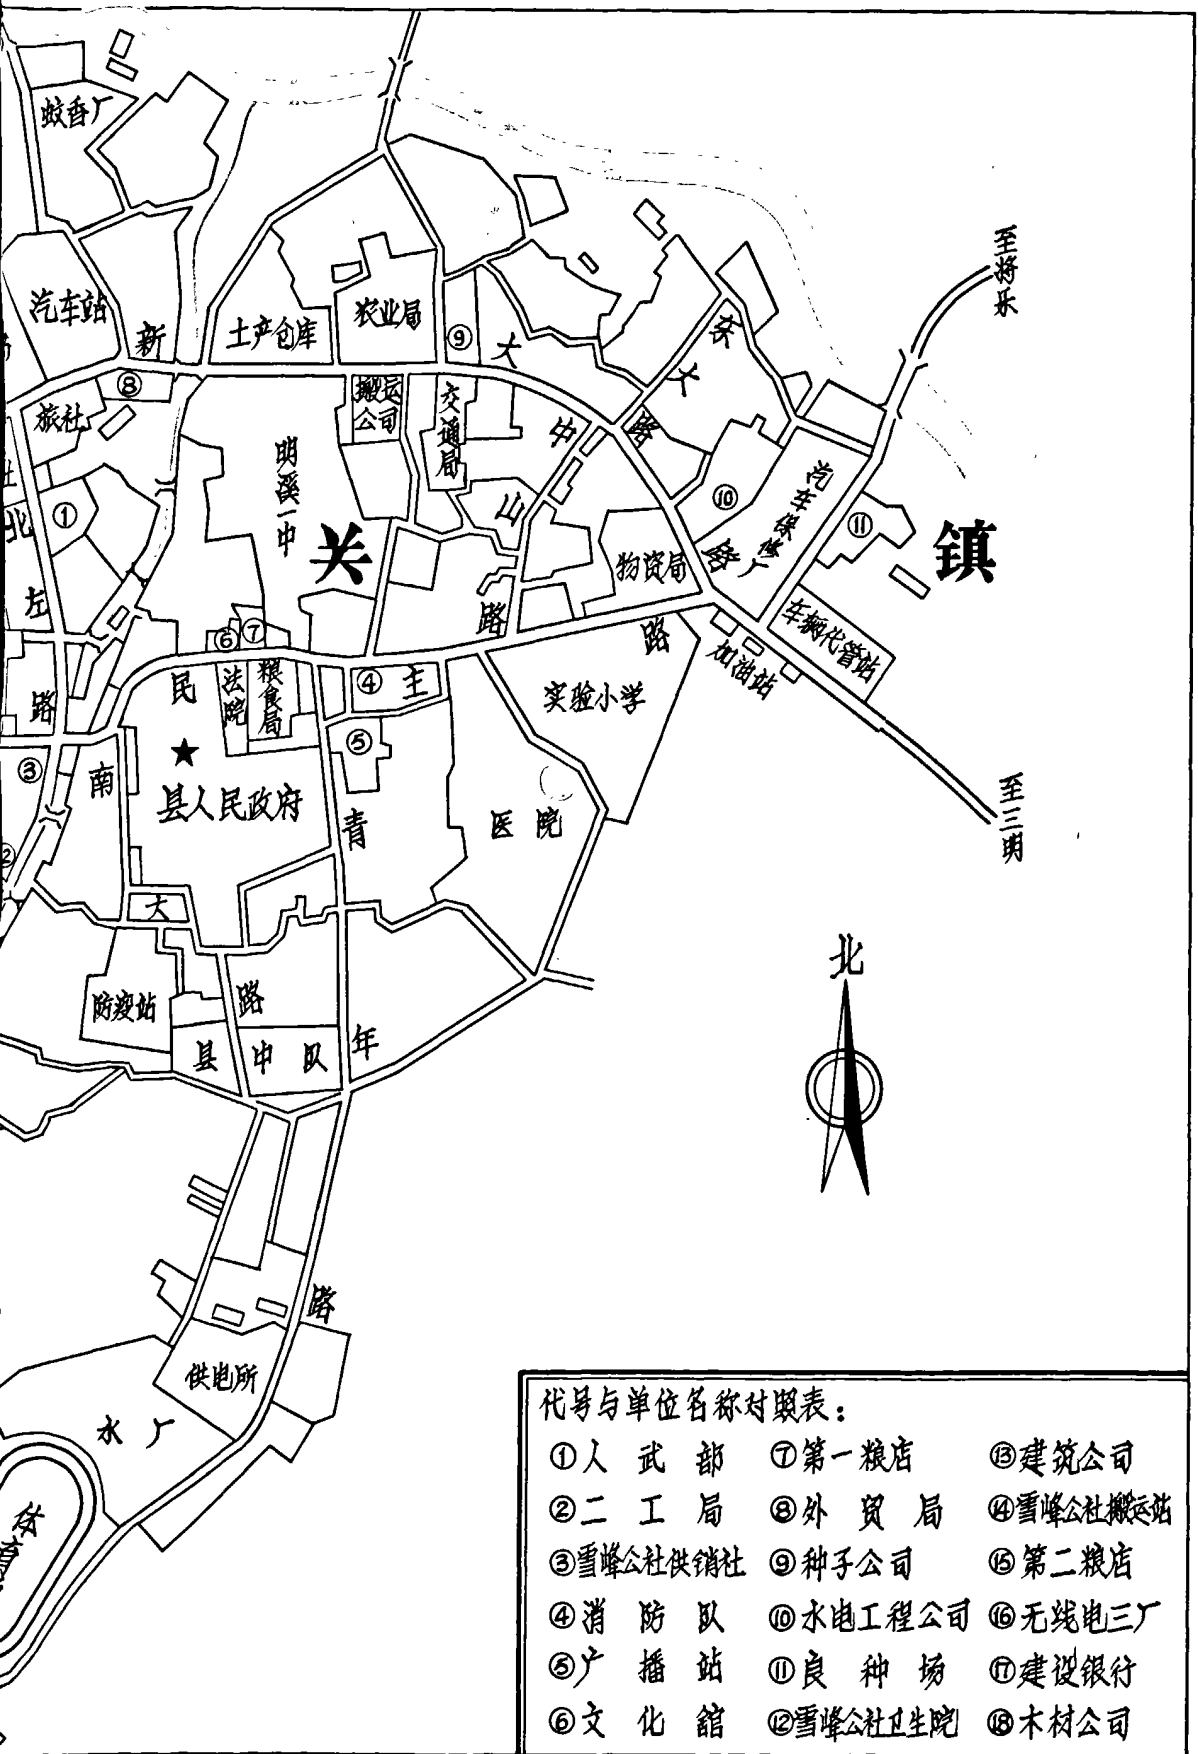 蚊香厂
至将乐
汽车站
新
土产仓库
农业局
⑨
大
东
大
路
⑧
旅社
搬运
公司
交通局
中
山
路
明溪一中
①
北
⑩
汽车保修厂
⑪
关
镇
物资局
路
左
路
⑥
⑦
路
车辆代管站
加油站
民
法院
粮食局
④
主
实验小学
③
南
★
⑤
县人民政府
青
医院
至三明
②
大
北
防疫站
路
县中队
年
路
供电所
水厂
体育
代号与单位名称对照表：
①人武部 ⑦第一粮店 ⑬建筑公司
②二工局 ⑧外贸局 ⑭雪峰公社搬运站
③雪峰公社供销社 ⑨种子公司 ⑮第二粮店
④消防队 ⑩水电工程公司 ⑯无线电三厂
⑤广播站 ⑪良种场 ⑰建设银行
⑥文化館 ⑫雪峰公社卫生院 ⑱木材公司